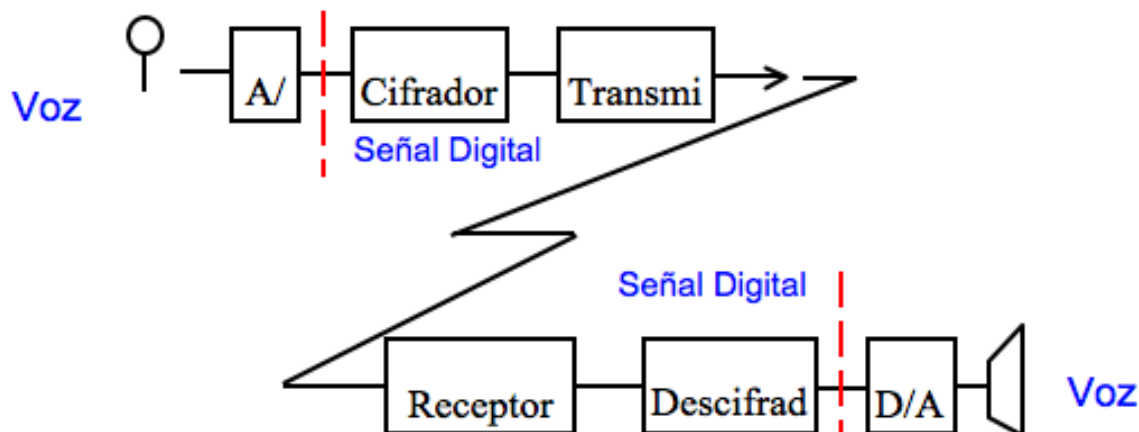 Voz
A/
Cifrador
Transmi
Señal Digital
Señal Digital
Receptor
Descifrad
D/A
Voz